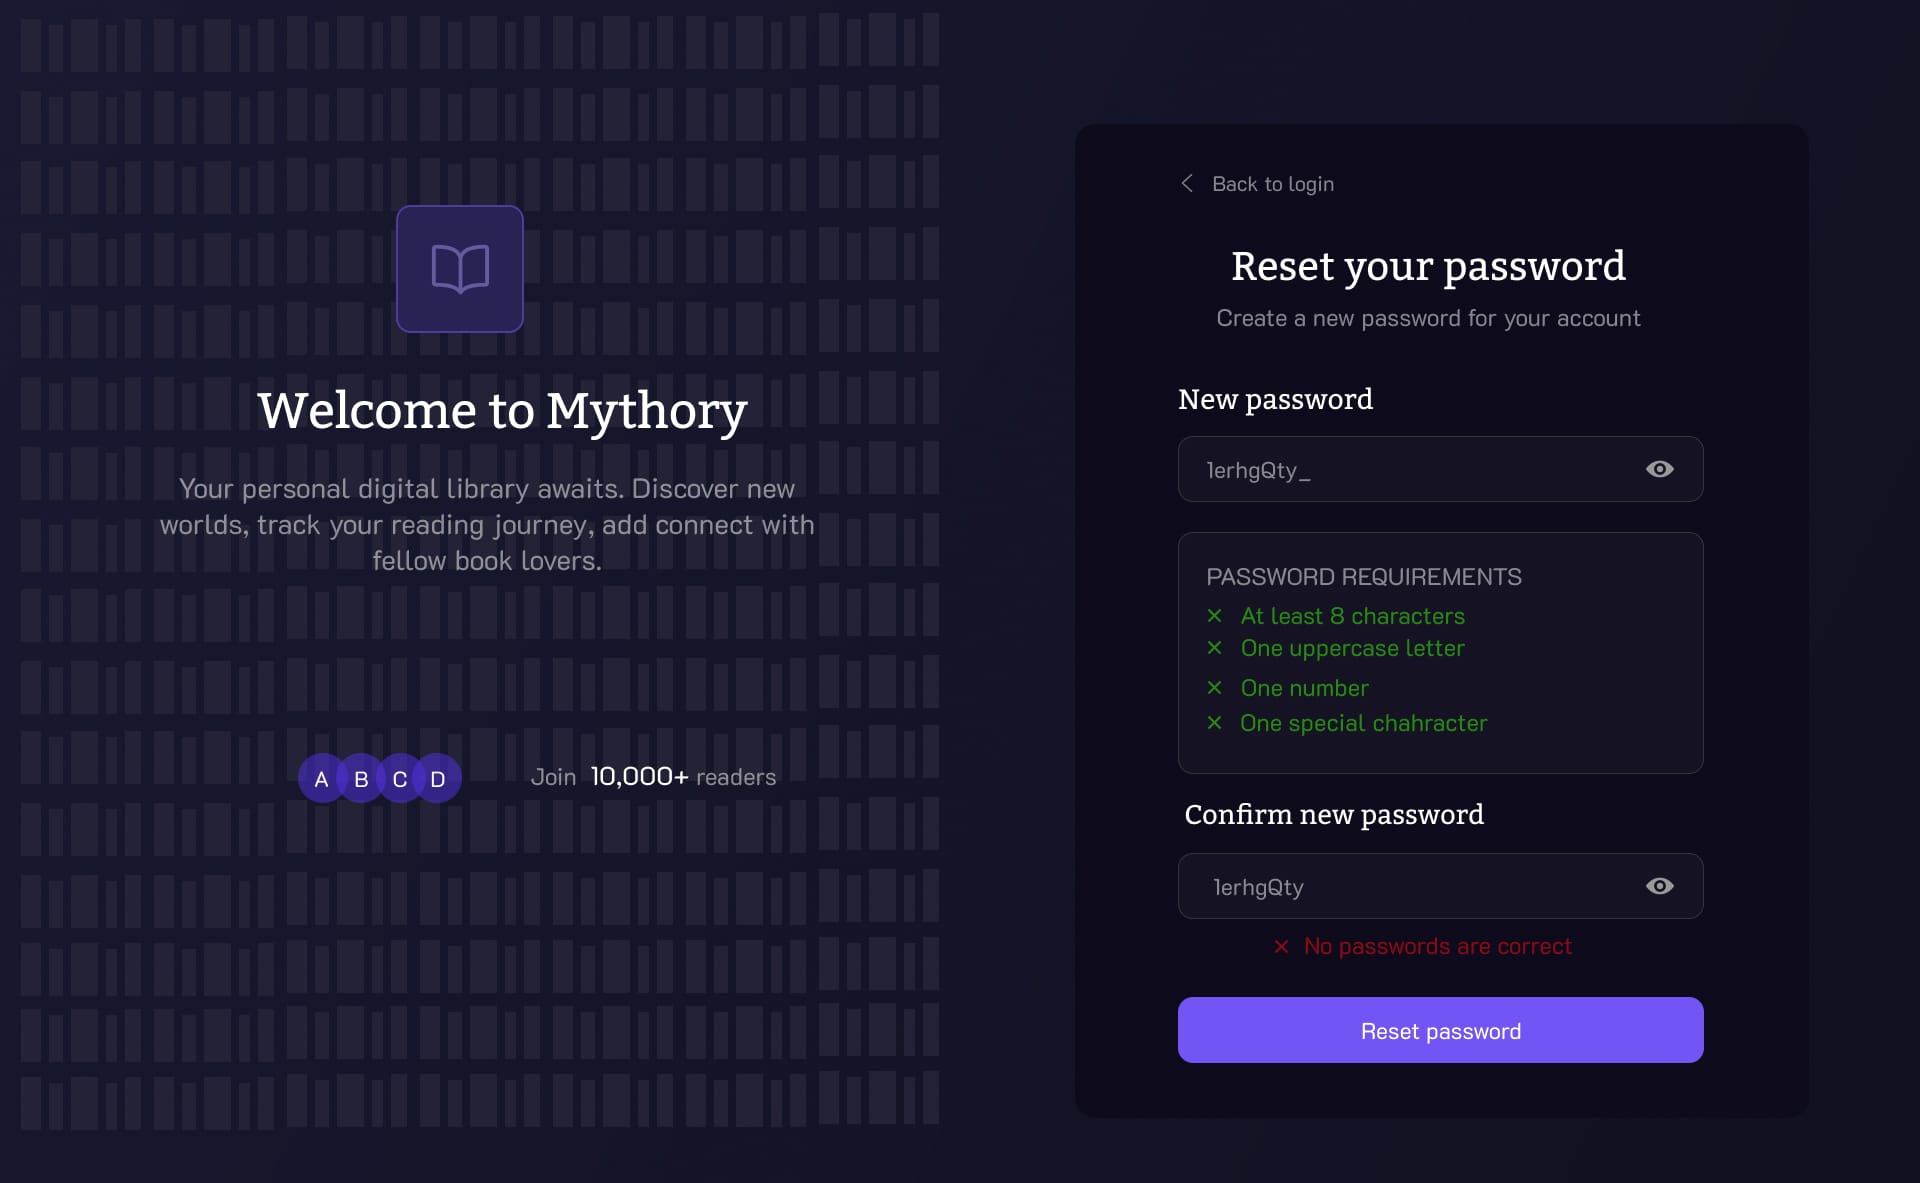 Welcome to Mythory
Your personal digital library awaits. Discover new
worlds, track your reading journey, add connect with
fellow book lovers.
A B C D
Join 10,000+ readers
Back to login
Reset your password
Create a new password for your account
New password
1erhgQty_
PASSWORD REQUIREMENTS
At least 8 characters
One uppercase letter
One number
One special chahracter
Confirm new password
1erhgQty
No passwords are correct
Reset password